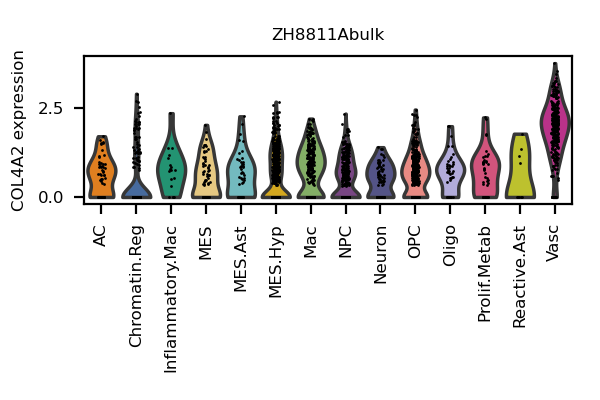 ZH8811Abulk
COL4A2 expression
2.5
0.0
AC
Chromatin.Reg
Inflammatory.Mac
MES
MES.Ast
MES.Hyp
Mac
NPC
Neuron
OPC
Oligo
Prolif.Metab
Reactive.Ast
Vasc